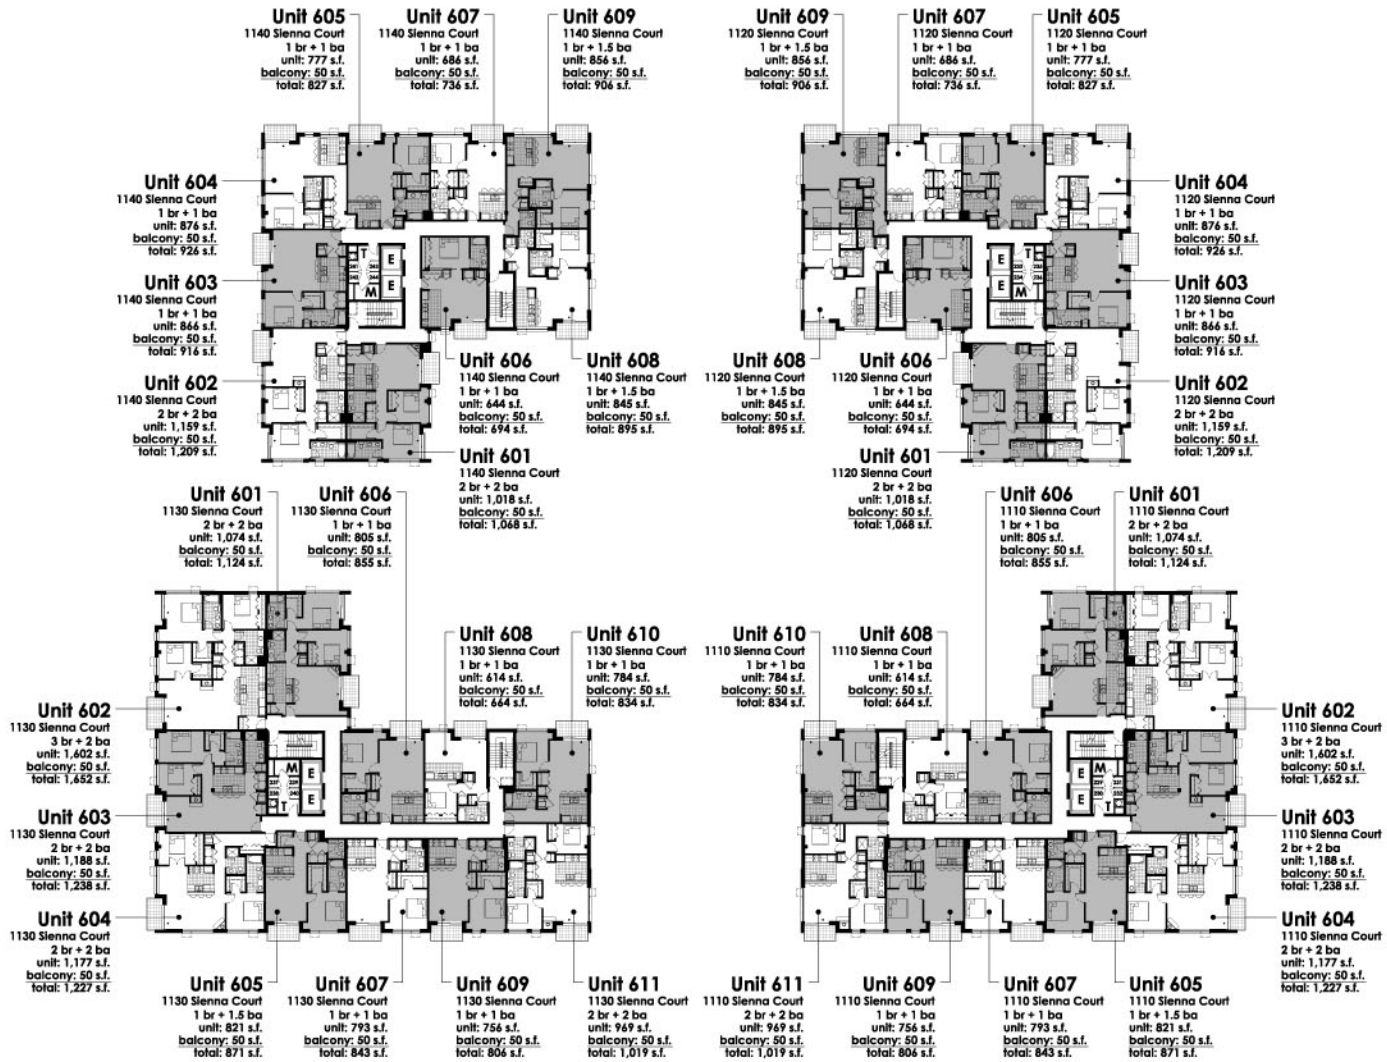 Unit 605
1140 Sienna Court
1 br + 1 ba
unit: 777 s.f.
balcony: 50 s.f.
total: 827 s.f.
Unit 607
1140 Sienna Court
1 br + 1 ba
unit: 686 s.f.
balcony: 50 s.f.
total: 736 s.f.
Unit 609
1140 Sienna Court
1 br + 1.5 ba
unit: 856 s.f.
balcony: 50 s.f.
total: 906 s.f.
Unit 609
1120 Sienna Court
1 br + 1.5 ba
unit: 856 s.f.
balcony: 50 s.f.
total: 906 s.f.
Unit 607
1120 Sienna Court
1 br + 1 ba
unit: 686 s.f.
balcony: 50 s.f.
total: 736 s.f.
Unit 605
1120 Sienna Court
1 br + 1 ba
unit: 777 s.f.
balcony: 50 s.f.
total: 827 s.f.
Unit 604
1140 Sienna Court
1 br + 1 ba
unit: 876 s.f.
balcony: 50 s.f.
total: 926 s.f.
Unit 603
1140 Sienna Court
1 br + 1 ba
unit: 866 s.f.
balcony: 50 s.f.
total: 916 s.f.
Unit 602
1140 Sienna Court
2 br + 2 ba
unit: 1,159 s.f.
balcony: 50 s.f.
total: 1,209 s.f.
T
E
E
M
Unit 606
1140 Sienna Court
1 br + 1 ba
unit: 644 s.f.
balcony: 50 s.f.
total: 694 s.f.
Unit 608
1140 Sienna Court
1 br + 1.5 ba
unit: 845 s.f.
balcony: 50 s.f.
total: 895 s.f.
Unit 601
1140 Sienna Court
2 br + 2 ba
unit: 1,018 s.f.
balcony: 50 s.f.
total: 1,068 s.f.
E
T
E
M
Unit 604
1120 Sienna Court
1 br + 1 ba
unit: 876 s.f.
balcony: 50 s.f.
total: 926 s.f.
Unit 603
1120 Sienna Court
1 br + 1 ba
unit: 866 s.f.
balcony: 50 s.f.
total: 916 s.f.
Unit 602
1120 Sienna Court
2 br + 2 ba
unit: 1,159 s.f.
balcony: 50 s.f.
total: 1,209 s.f.
Unit 608
1120 Sienna Court
1 br + 1.5 ba
unit: 845 s.f.
balcony: 50 s.f.
total: 895 s.f.
Unit 606
1120 Sienna Court
1 br + 1 ba
unit: 644 s.f.
balcony: 50 s.f.
total: 694 s.f.
Unit 601
1120 Sienna Court
2 br + 2 ba
unit: 1,018 s.f.
balcony: 50 s.f.
total: 1,068 s.f.
Unit 601
1130 Sienna Court
2 br + 2 ba
unit: 1,074 s.f.
balcony: 50 s.f.
total: 1,124 s.f.
Unit 606
1130 Sienna Court
1 br + 1 ba
unit: 805 s.f.
balcony: 50 s.f.
total: 855 s.f.
Unit 608
1130 Sienna Court
1 br + 1 ba
unit: 614 s.f.
balcony: 50 s.f.
total: 664 s.f.
Unit 610
1130 Sienna Court
1 br + 1 ba
unit: 784 s.f.
balcony: 50 s.f.
total: 834 s.f.
Unit 602
1130 Sienna Court
3 br + 2 ba
unit: 1,602 s.f.
balcony: 50 s.f.
total: 1,652 s.f.
Unit 603
1130 Sienna Court
2 br + 2 ba
unit: 1,188 s.f.
balcony: 50 s.f.
total: 1,238 s.f.
Unit 604
1130 Sienna Court
2 br + 2 ba
unit: 1,177 s.f.
balcony: 50 s.f.
total: 1,227 s.f.
M
E
E
T
Unit 605
1130 Sienna Court
1 br + 1.5 ba
unit: 821 s.f.
balcony: 50 s.f.
total: 871 s.f.
Unit 607
1130 Sienna Court
1 br + 1 ba
unit: 793 s.f.
balcony: 50 s.f.
total: 843 s.f.
Unit 609
1130 Sienna Court
1 br + 1 ba
unit: 756 s.f.
balcony: 50 s.f.
total: 806 s.f.
Unit 611
1130 Sienna Court
2 br + 2 ba
unit: 969 s.f.
balcony: 50 s.f.
total: 1,019 s.f.
Unit 606
1110 Sienna Court
1 br + 1 ba
unit: 805 s.f.
balcony: 50 s.f.
total: 855 s.f.
Unit 601
1110 Sienna Court
2 br + 2 ba
unit: 1,074 s.f.
balcony: 50 s.f.
total: 1,124 s.f.
Unit 610
1110 Sienna Court
1 br + 1 ba
unit: 784 s.f.
balcony: 50 s.f.
total: 834 s.f.
Unit 608
1110 Sienna Court
1 br + 1 ba
unit: 614 s.f.
balcony: 50 s.f.
total: 664 s.f.
E
M
E
T
Unit 602
1110 Sienna Court
3 br + 2 ba
unit: 1,602 s.f.
balcony: 50 s.f.
total: 1,652 s.f.
Unit 603
1110 Sienna Court
2 br + 2 ba
unit: 1,188 s.f.
balcony: 50 s.f.
total: 1,238 s.f.
Unit 604
1110 Sienna Court
2 br + 2 ba
unit: 1,177 s.f.
balcony: 50 s.f.
total: 1,227 s.f.
Unit 611
1110 Sienna Court
2 br + 2 ba
unit: 969 s.f.
balcony: 50 s.f.
total: 1,019 s.f.
Unit 609
1110 Sienna Court
1 br + 1 ba
unit: 756 s.f.
balcony: 50 s.f.
total: 806 s.f.
Unit 607
1110 Sienna Court
1 br + 1 ba
unit: 793 s.f.
balcony: 50 s.f.
total: 843 s.f.
Unit 605
1110 Sienna Court
1 br + 1.5 ba
unit: 821 s.f.
balcony: 50 s.f.
total: 871 s.f.